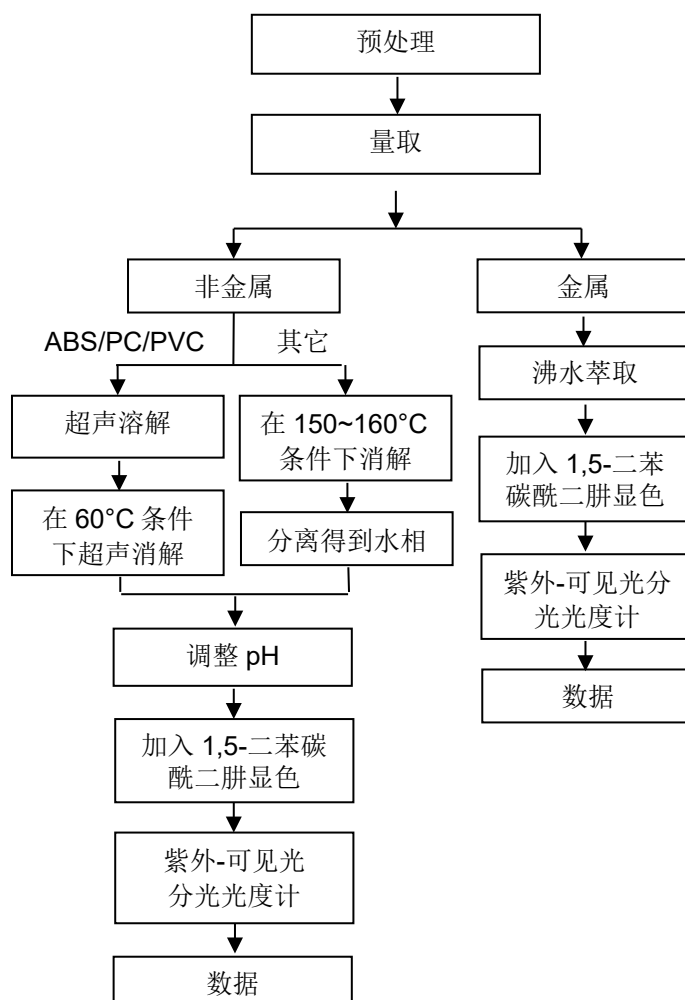 预处理
量取
非金属
金属
ABS/PC/PVC
其它
沸水萃取
超声溶解
在 150~160°C
条件下消解
加入 1,5-二苯
碳酰二肼显色
在 60°C 条件
下超声消解
分离得到水相
紫外-可见光分
光光度计
调整 pH
数据
加入 1,5-二苯碳
酰二肼显色
紫外-可见光
分光光度计
数据